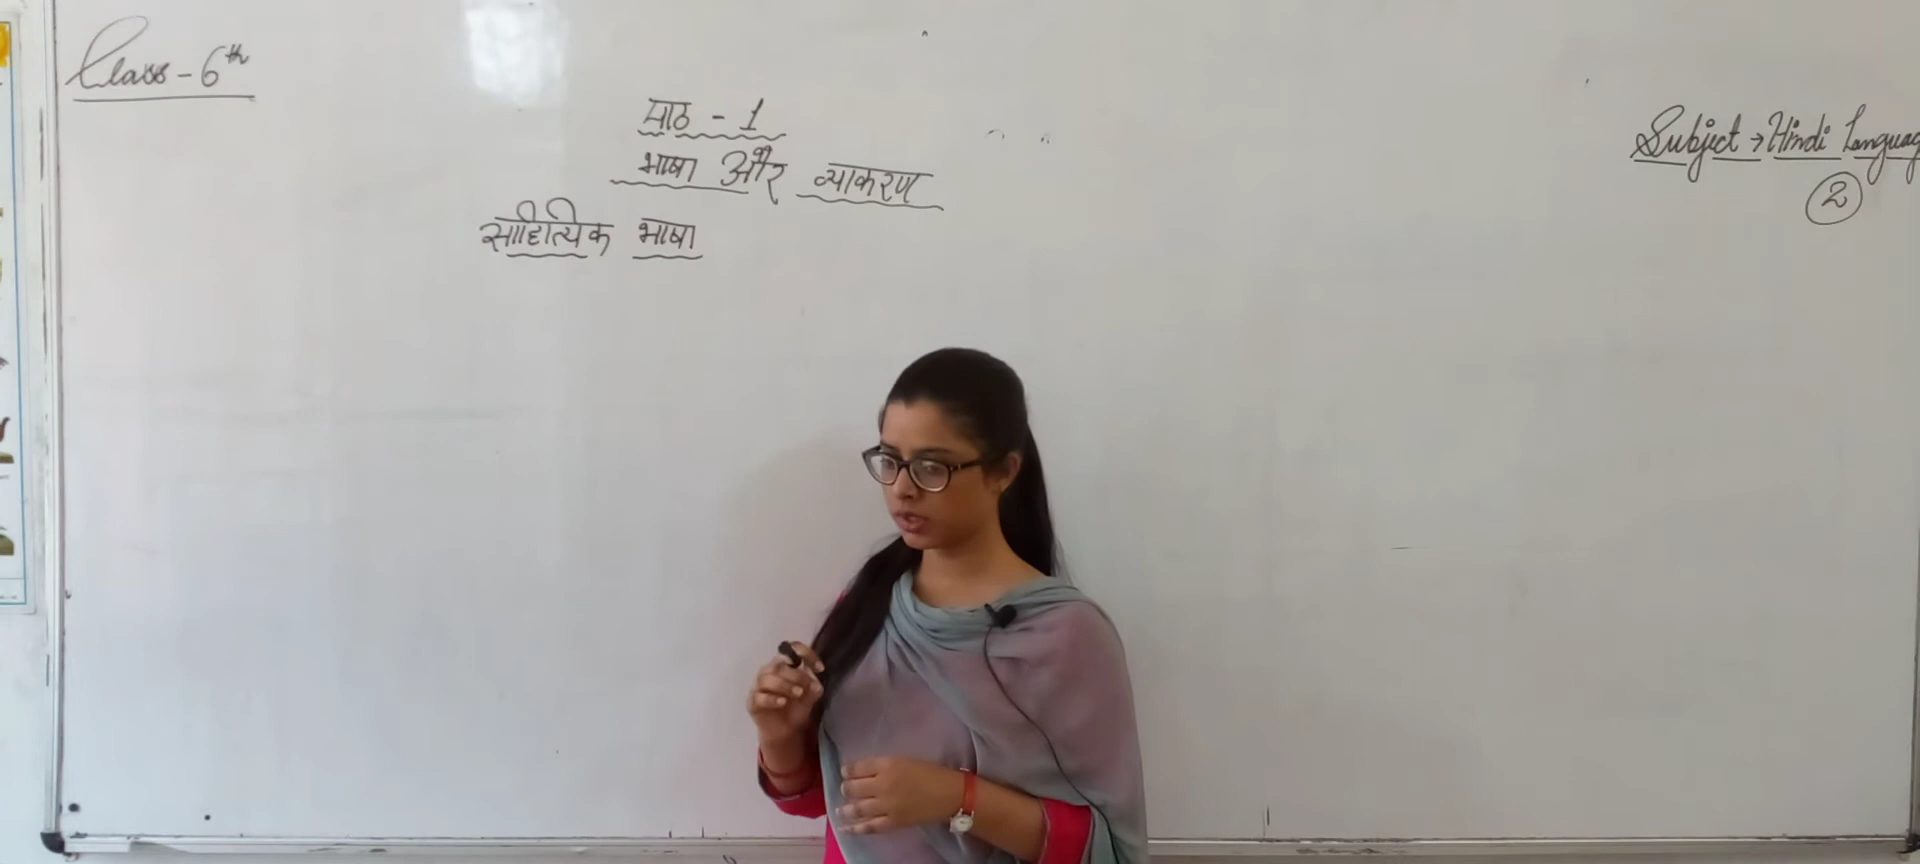 Class - 6th
पाठ - 1
भाषा और व्याकरण
साहित्यिक भाषा
Subject → Hindi Languag
2